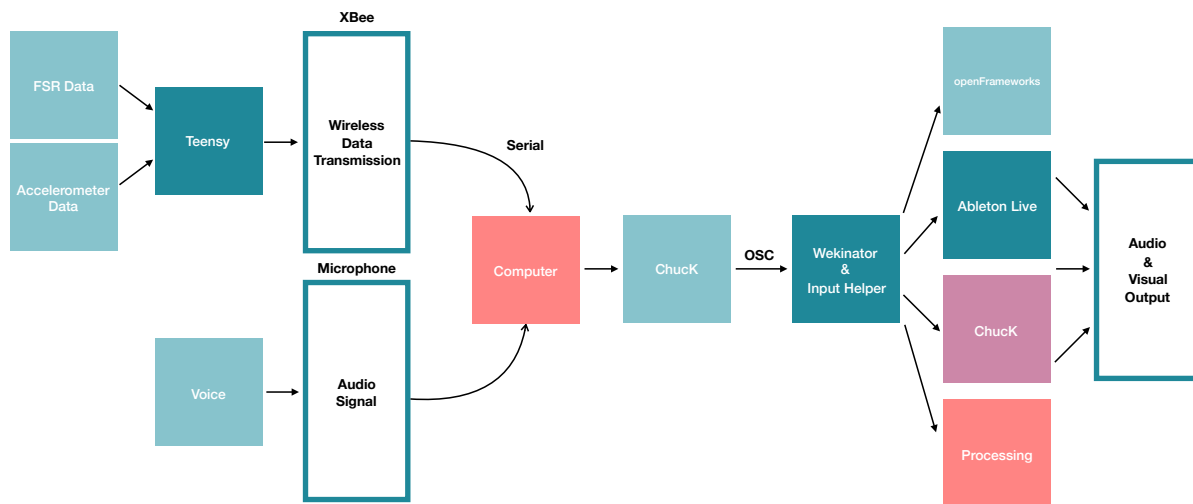 XBee
FSR Data
Accelerometer
Data
Teensy
Wireless
Data
Transmission
Serial
Microphone
Voice
Audio
Signal
Computer
ChucK
OSC
Wekinator
&
Input Helper
openFrameworks
Ableton Live
ChucK
Processing
Audio
&
Visual
Output